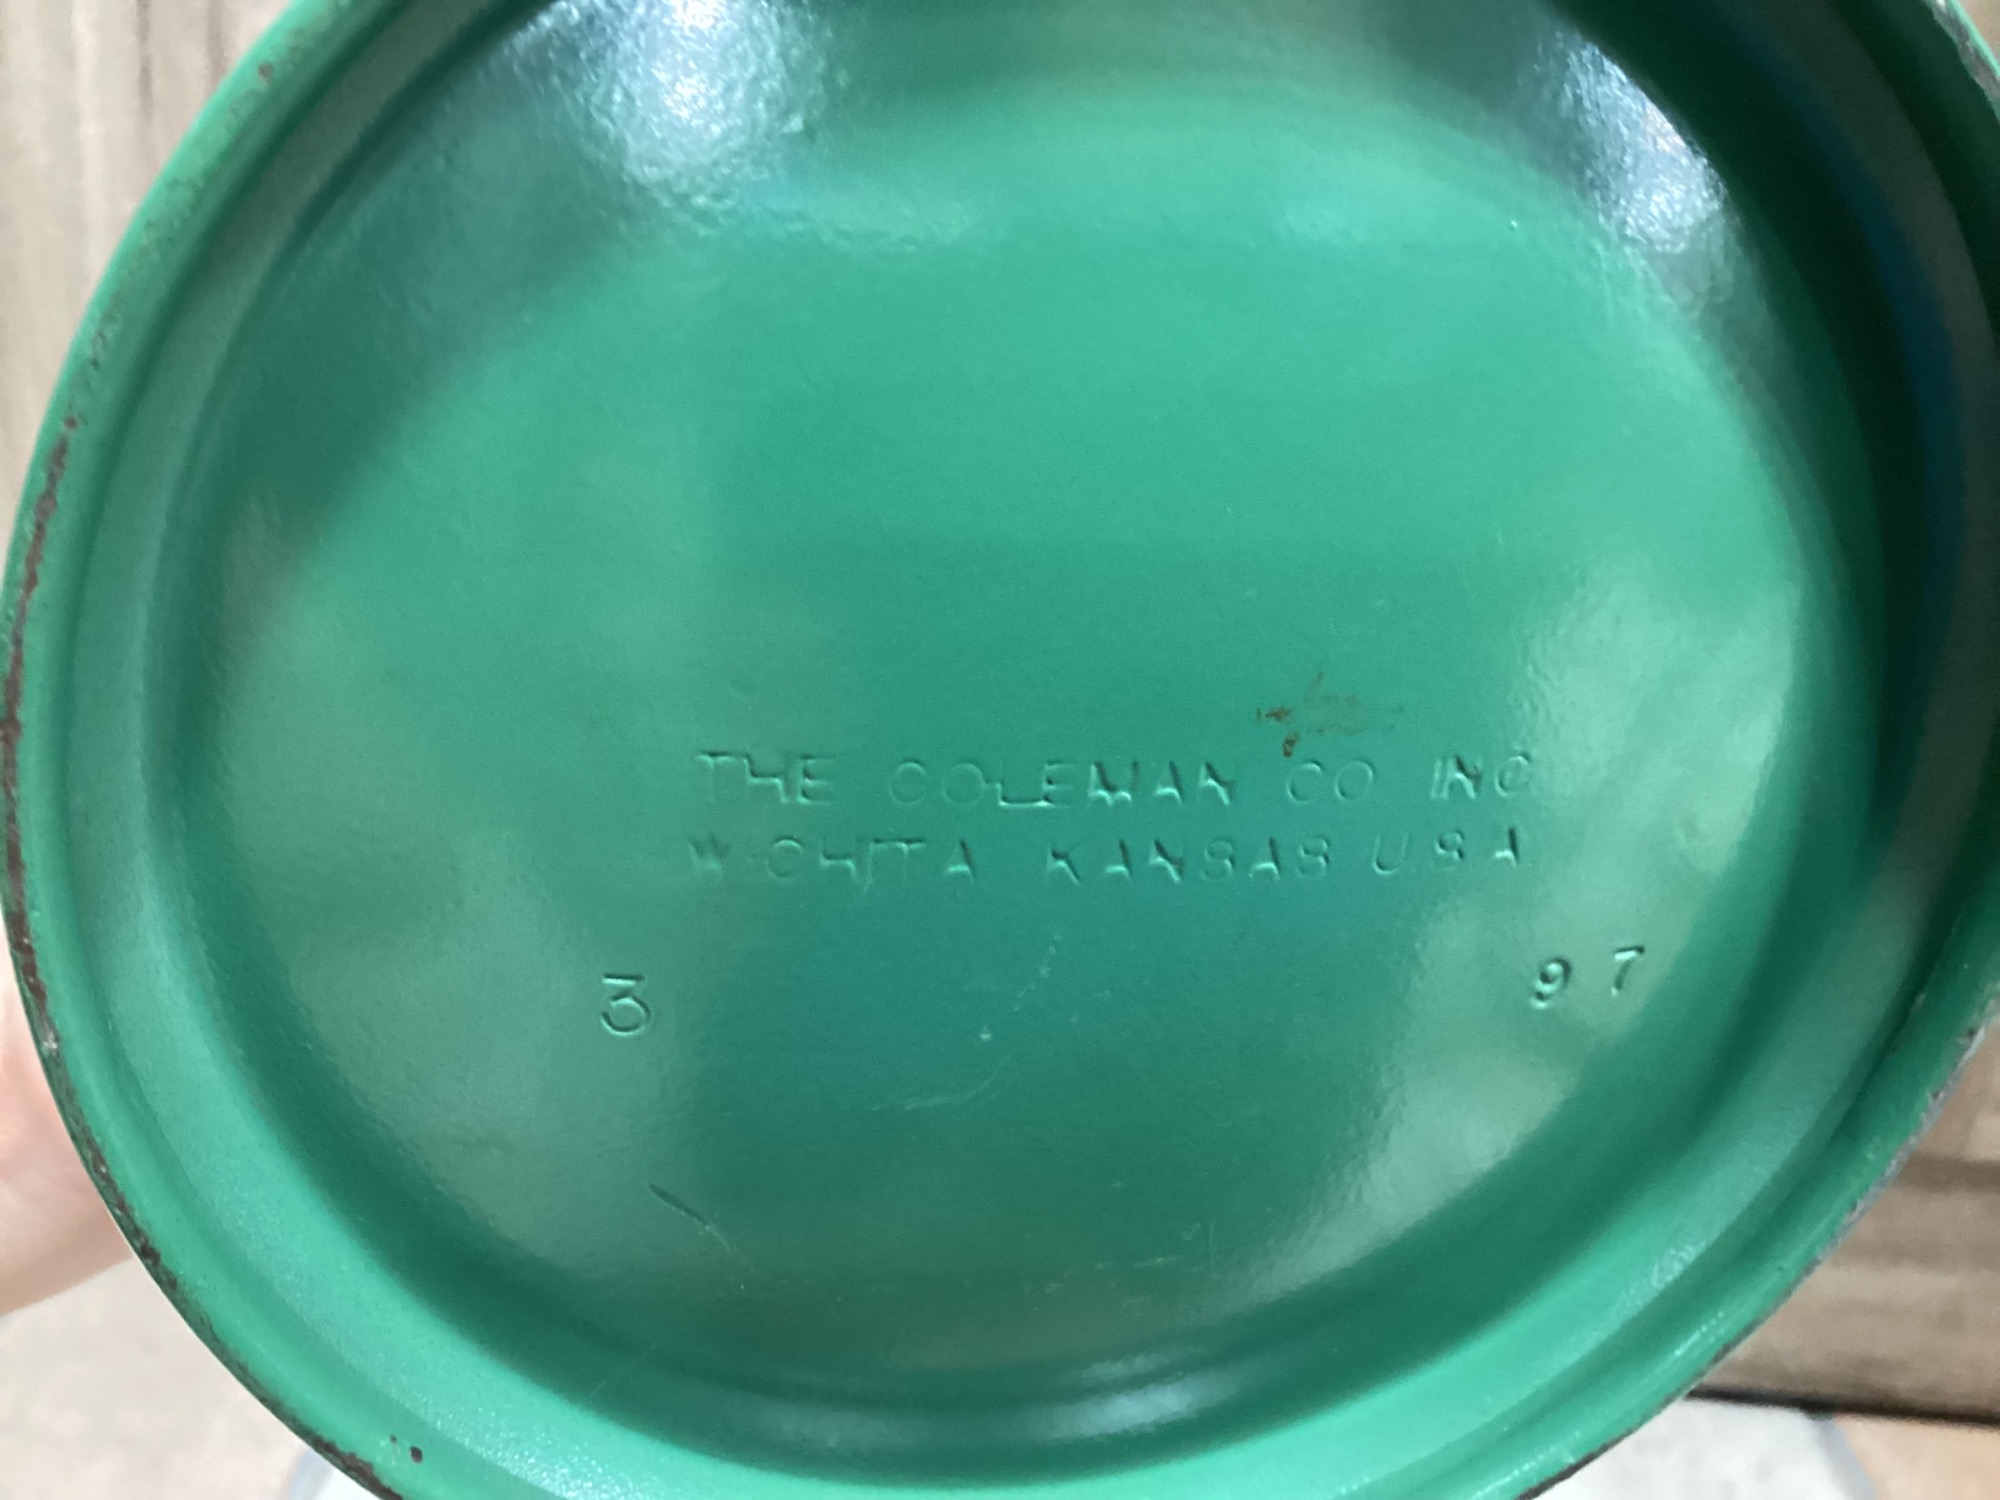 THE COLEMAN CO INC
WICHITA KANSAS USA
3 97